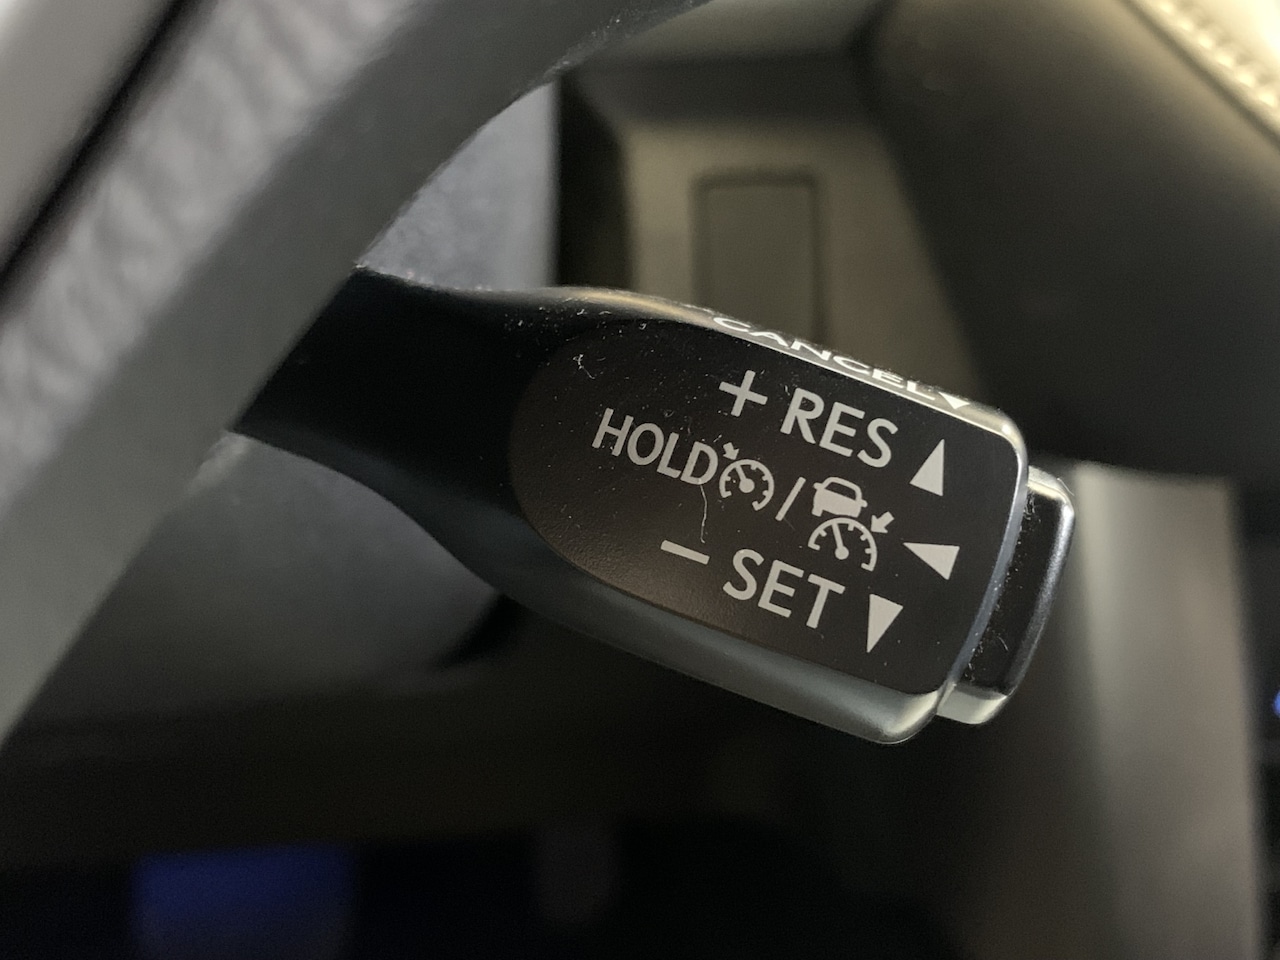 CANCEL
+ RES
HOLD /
− SET